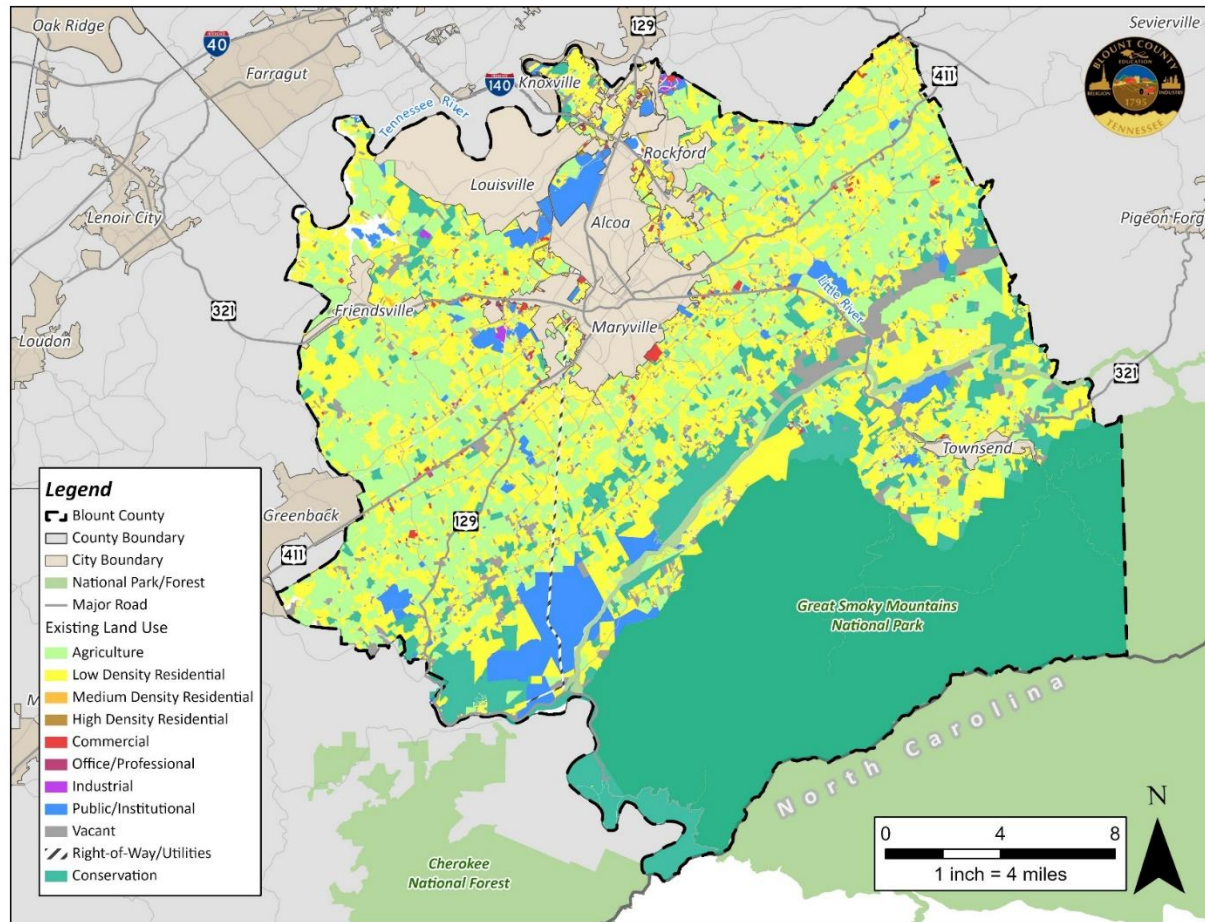 Oak Ridge
40
Farragut
129
Sevierville
BLOUNT COUNTY
EDUCATION
RELIGION
INDUSTRY
1795
TENNESSEE
140
Knoxville
411
Tennessee River
Rockford
Louisville
Lenoir City
Alcoa
Pigeon Forg
321
Friendsville
Little River
Loudon
Maryville
321
Townsend
Legend
Blount County
County Boundary
City Boundary
National Park/Forest
Major Road
Existing Land Use
Agriculture
Low Density Residential
Medium Density Residential
High Density Residential
Commercial
Office/Professional
Industrial
Public/Institutional
Vacant
Right-of-Way/Utilities
Conservation
Greenback
129
411
Great Smoky Mountains
National Park
M
North Carolina
N
0 4 8
1 inch = 4 miles
Cherokee
National Forest